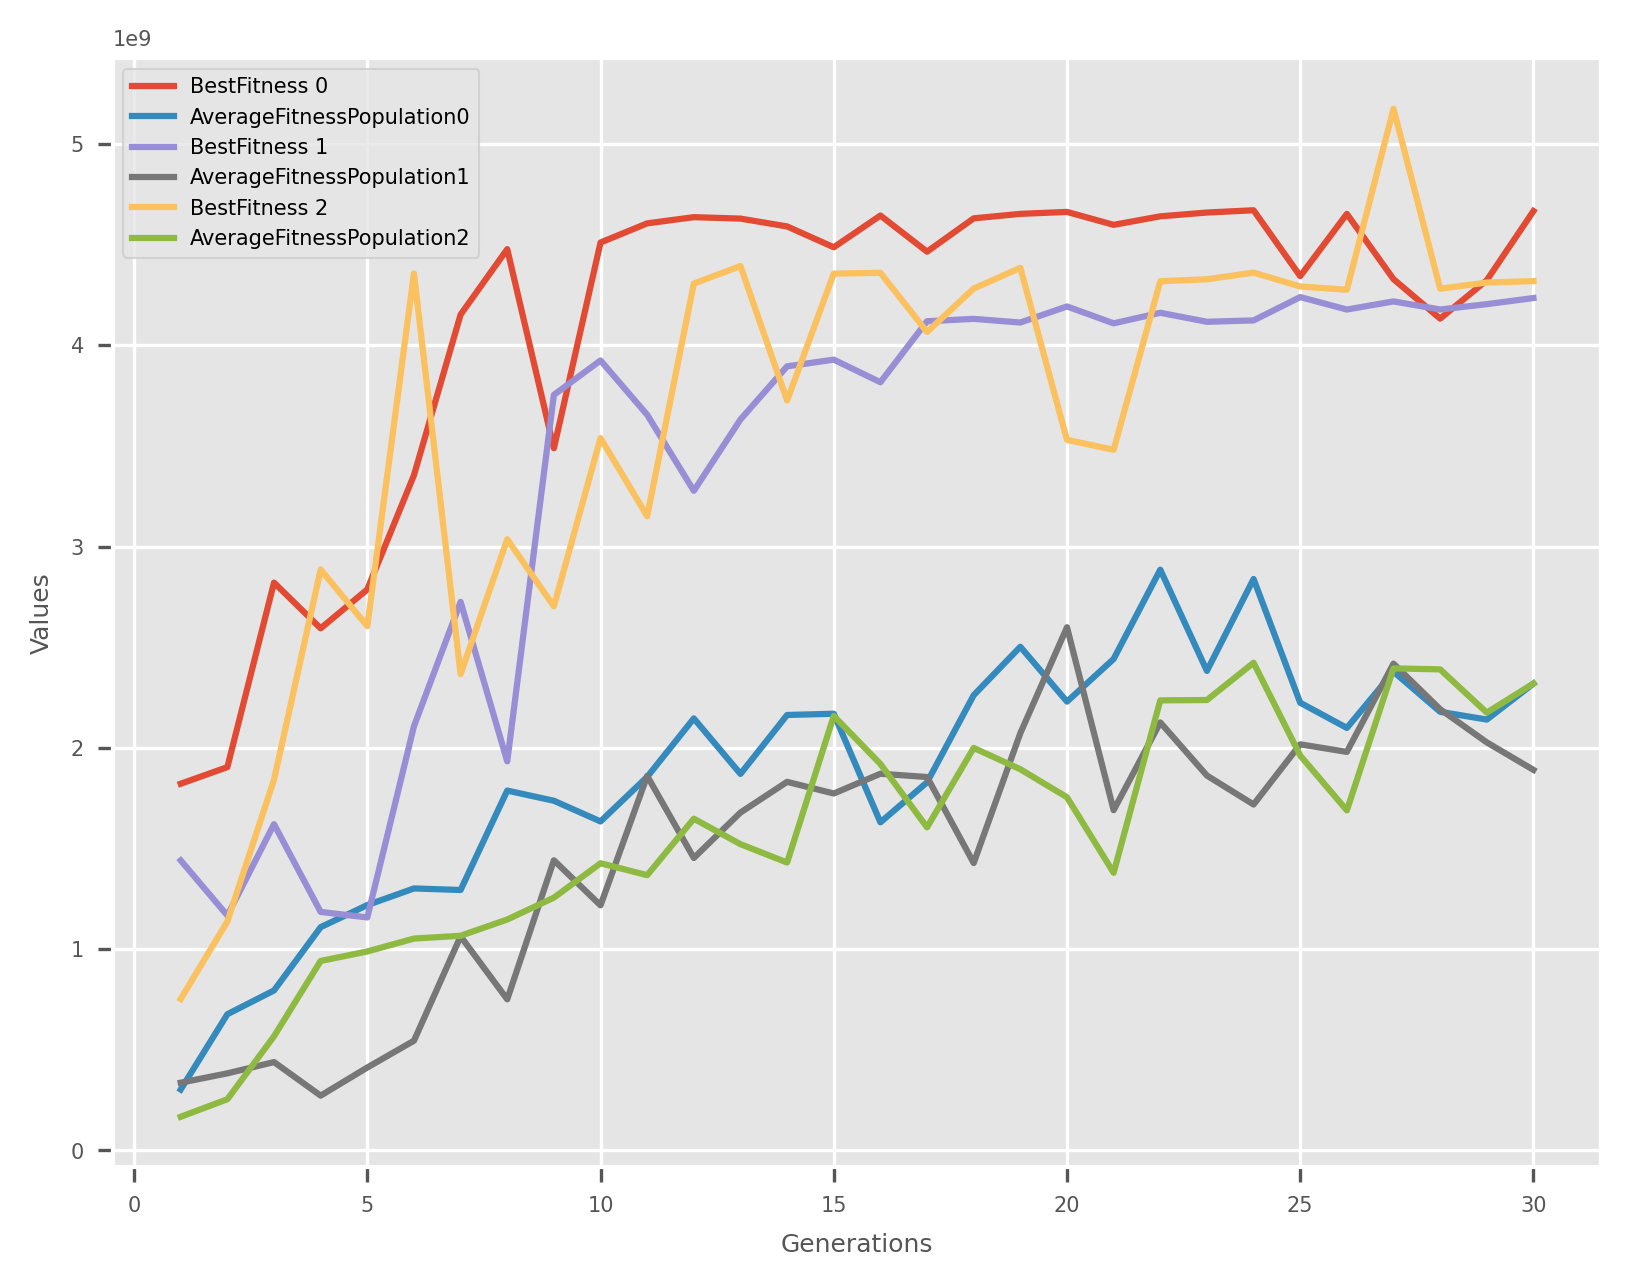 1e9
BestFitness 0
AverageFitnessPopulation0
BestFitness 1
AverageFitnessPopulation1
BestFitness 2
AverageFitnessPopulation2
5
4
3
2
1
0
Values
0 5 10 15 20 25 30
Generations